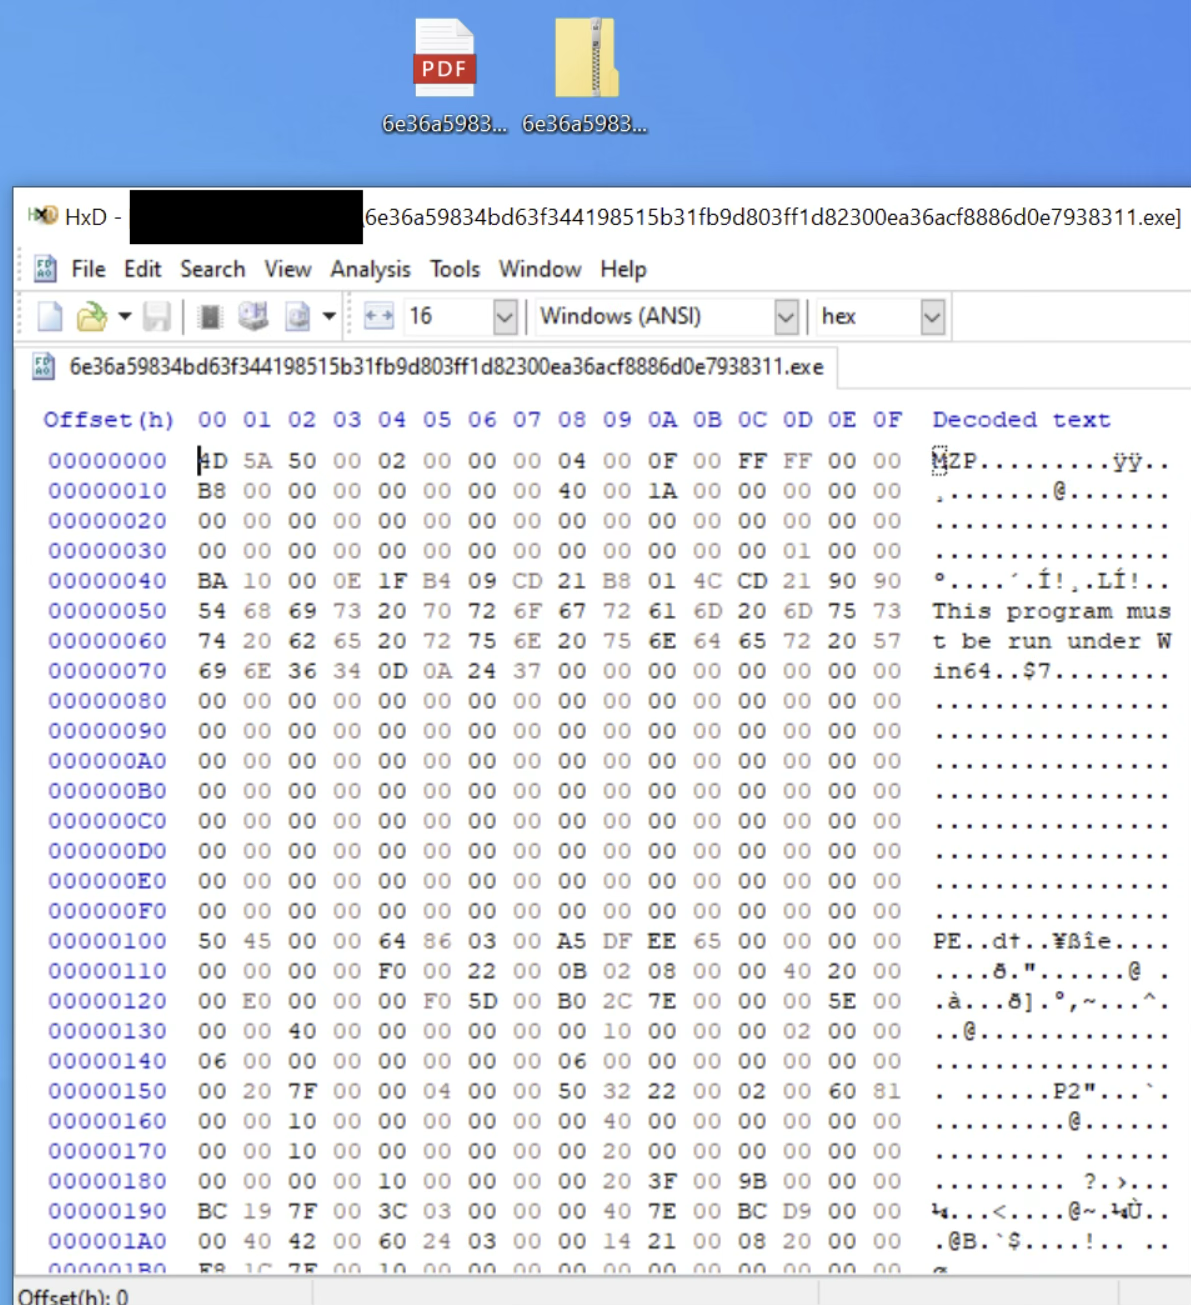 PDF
6e36a5983... 6e36a5983...
HxD - 6e36a59834bd63f344198515b31fb9d803ff1d82300ea36acf8886d0e7938311.exe]
File Edit Search View Analysis Tools Window Help
16 Windows (ANSI) hex
6e36a59834bd63f344198515b31fb9d803ff1d82300ea36acf8886d0e7938311.exe
Offset(h) 00 01 02 03 04 05 06 07 08 09 0A 0B 0C 0D 0E 0F Decoded text
00000000 4D 5A 50 00 02 00 00 00 04 00 0F 00 FF FF 00 00 MZP.........ÿÿ..
00000010 B8 00 00 00 00 00 00 00 40 00 1A 00 00 00 00 00 ¸.......@.......
00000020 00 00 00 00 00 00 00 00 00 00 00 00 00 00 00 00 ................
00000030 00 00 00 00 00 00 00 00 00 00 00 00 00 01 00 00 ................
00000040 BA 10 00 0E 1F B4 09 CD 21 B8 01 4C CD 21 90 90 º....´.Í!¸.LÍ!..
00000050 54 68 69 73 20 70 72 6F 67 72 61 6D 20 6D 75 73 This program mus
00000060 74 20 62 65 20 72 75 6E 20 75 6E 64 65 72 20 57 t be run under W
00000070 69 6E 36 34 0D 0A 24 37 00 00 00 00 00 00 00 00 in64..$7........
00000080 00 00 00 00 00 00 00 00 00 00 00 00 00 00 00 00 ................
00000090 00 00 00 00 00 00 00 00 00 00 00 00 00 00 00 00 ................
000000A0 00 00 00 00 00 00 00 00 00 00 00 00 00 00 00 00 ................
000000B0 00 00 00 00 00 00 00 00 00 00 00 00 00 00 00 00 ................
000000C0 00 00 00 00 00 00 00 00 00 00 00 00 00 00 00 00 ................
000000D0 00 00 00 00 00 00 00 00 00 00 00 00 00 00 00 00 ................
000000E0 00 00 00 00 00 00 00 00 00 00 00 00 00 00 00 00 ................
000000F0 00 00 00 00 00 00 00 00 00 00 00 00 00 00 00 00 ................
00000100 50 45 00 00 64 86 03 00 A5 DF EE 65 00 00 00 00 PE..d†..¥ßîe....
00000110 00 00 00 00 F0 00 22 00 0B 02 08 00 00 40 20 00 ....ð."......@ .
00000120 00 E0 00 00 00 F0 5D 00 B0 2C 7E 00 00 00 5E 00 .à...ð].°,~...^.
00000130 00 00 40 00 00 00 00 00 00 10 00 00 00 02 00 00 ..@.............
00000140 06 00 00 00 00 00 00 00 06 00 00 00 00 00 00 00 ................
00000150 00 20 7F 00 00 04 00 00 50 32 22 00 02 00 60 81 . ......P2"...`.
00000160 00 00 10 00 00 00 00 00 00 40 00 00 00 00 00 00 .........@......
00000170 00 00 10 00 00 00 00 00 00 20 00 00 00 00 00 00 ......... ......
00000180 00 00 00 00 10 00 00 00 00 20 3F 00 9B 00 00 00 ......... ?.›...
00000190 BC 19 7F 00 3C 03 00 00 00 40 7E 00 BC D9 00 00 ¼...<....@~.¼Ù..
000001A0 00 40 42 00 60 24 03 00 00 14 21 00 08 20 00 00 .@B.`$....!.. ..
000001B0 F8 1C 7F 00 10 00 00 00 00 00 00 00 00 00 00 00 ø
Offset(h): 0